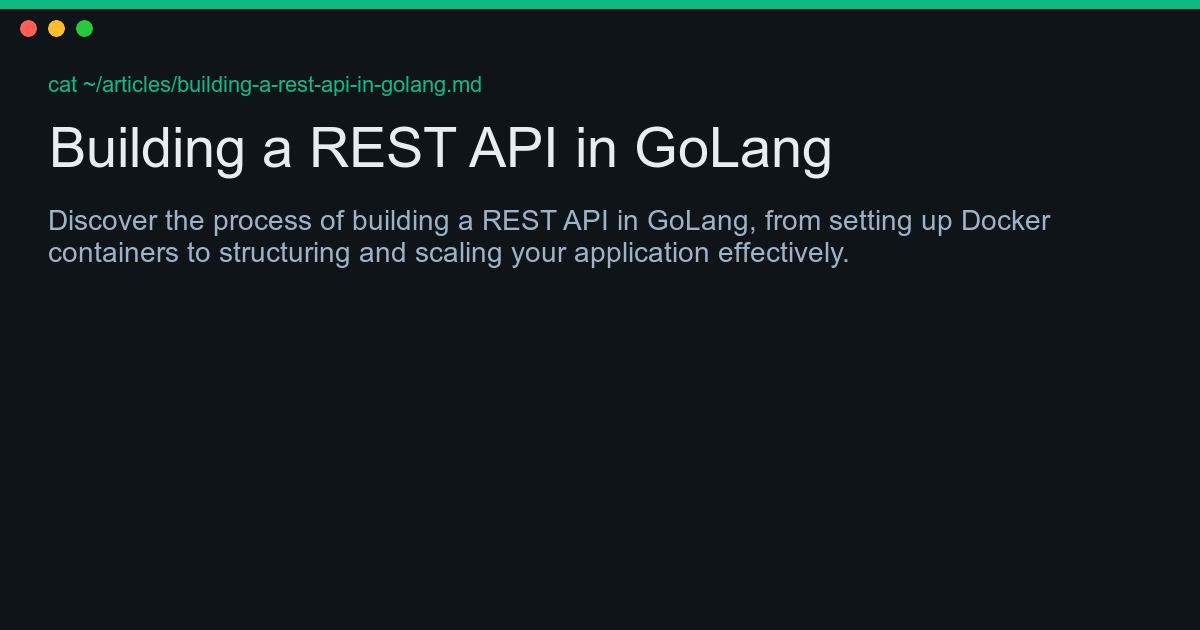 cat ~/articles/building-a-rest-api-in-golang.md
Building a REST API in GoLang
Discover the process of building a REST API in GoLang, from setting up Docker
containers to structuring and scaling your application effectively.